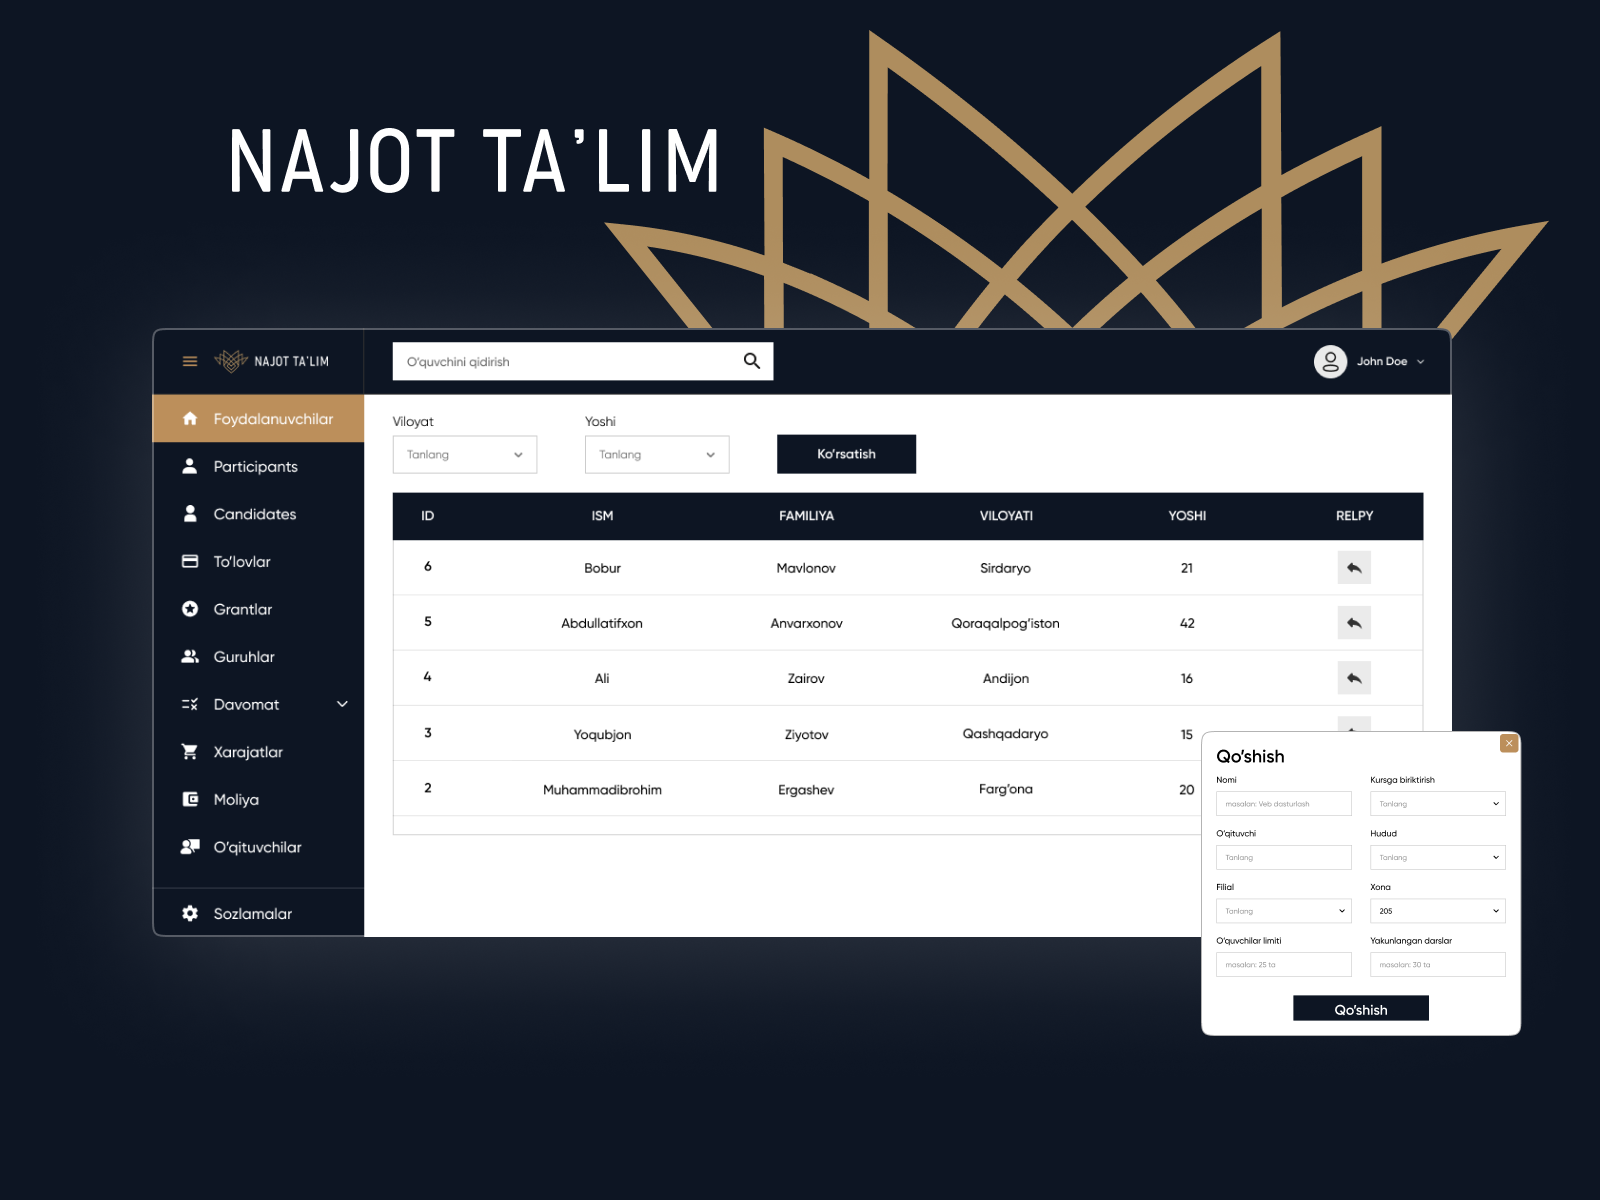 NAJOT TA'LIM
NAJOT TA'LIM
O'quvchini qidirish
John Doe
Foydalanuvchilar
Participants
Candidates
To'lovlar
Grantlar
Guruhlar
Davomat
Xarajatlar
Moliya
O'qituvchilar
Sozlamalar
Viloyat
Yoshi
Tanlang
Tanlang
Ko'rsatish
ID ISM FAMILIYA VILOYATI YOSHI RELPY
6 Bobur Mavlonov Sirdaryo 21
5 Abdullatifxon Anvarxonov Qoraqalpog'iston 42
4 Ali Zairov Andijon 16
3 Yoqubjon Ziyotov Qashqadaryo 15
2 Muhammadibrohim Ergashev Farg'ona 20
Qo'shish
Nomi
Kursga biriktirish
masalan: Veb dasturlash
Tanlang
O'qituvchi
Hudud
Tanlang
Tanlang
Filial
Xona
Tanlang
205
O'quvchilar limiti
Yakunlangan darslar
masalan: 25 ta
masalan: 30 ta
Qo'shish